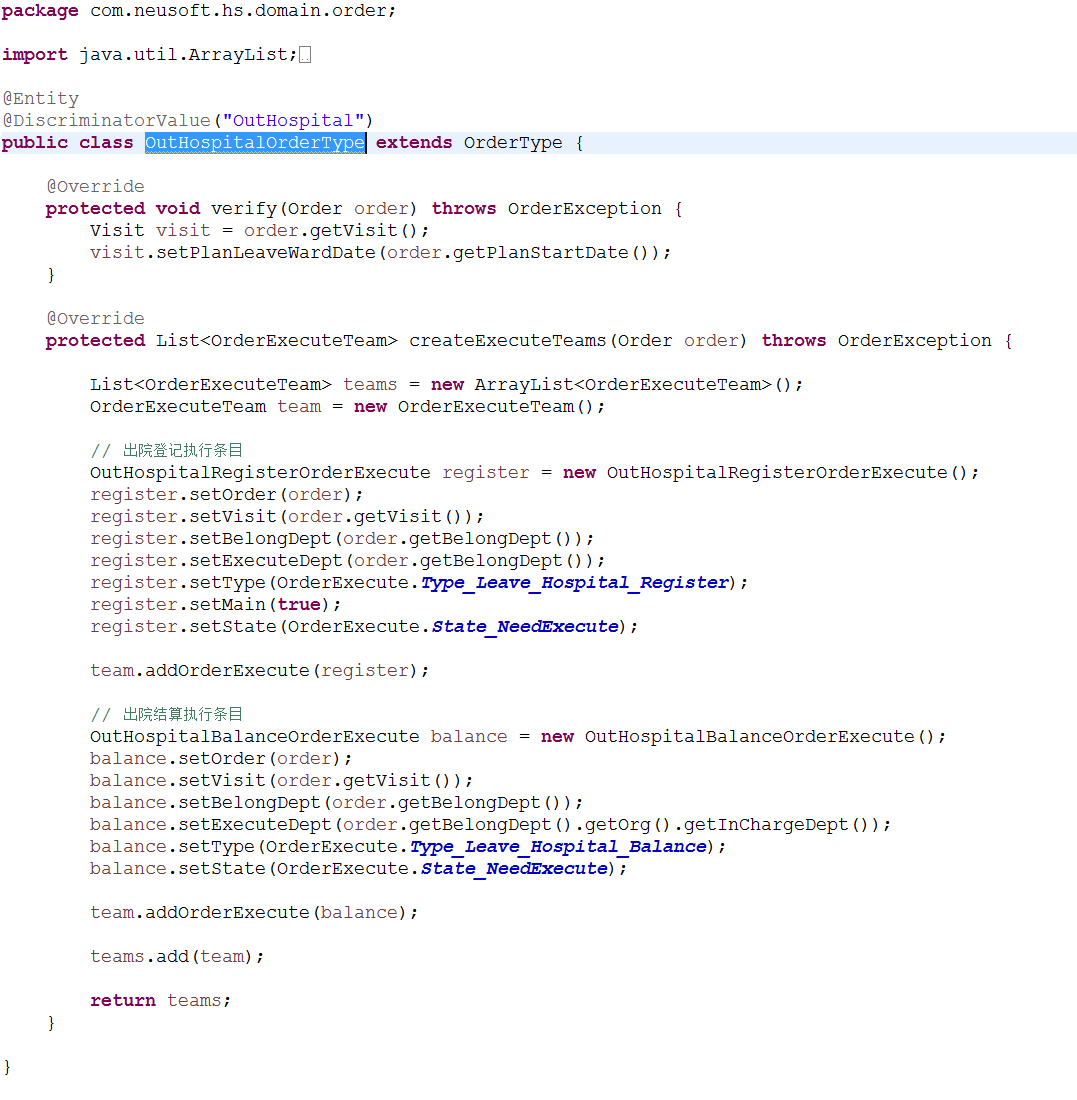 package com.neusoft.hs.domain.order;
import java.util.ArrayList;
@Entity
@DiscriminatorValue("OutHospital")
public class OutHospitalOrderType extends OrderType {
@Override
protected void verify(Order order) throws OrderException {
Visit visit = order.getVisit();
visit.setPlanLeaveWardDate(order.getPlanStartDate());
}
@Override
protected List<OrderExecuteTeam> createExecuteTeams(Order order) throws OrderException {
List<OrderExecuteTeam> teams = new ArrayList<OrderExecuteTeam>();
OrderExecuteTeam team = new OrderExecuteTeam();
// 出院登记执行条目
OutHospitalRegisterOrderExecute register = new OutHospitalRegisterOrderExecute();
register.setOrder(order);
register.setVisit(order.getVisit());
register.setBelongDept(order.getBelongDept());
register.setExecuteDept(order.getBelongDept());
register.setType(OrderExecute.Type_Leave_Hospital_Register);
register.setMain(true);
register.setState(OrderExecute.State_NeedExecute);
team.addOrderExecute(register);
// 出院结算执行条目
OutHospitalBalanceOrderExecute balance = new OutHospitalBalanceOrderExecute();
balance.setOrder(order);
balance.setVisit(order.getVisit());
balance.setBelongDept(order.getBelongDept());
balance.setExecuteDept(order.getBelongDept().getOrg().getInChargeDept());
balance.setType(OrderExecute.Type_Leave_Hospital_Balance);
balance.setState(OrderExecute.State_NeedExecute);
team.addOrderExecute(balance);
teams.add(team);
return teams;
}
}